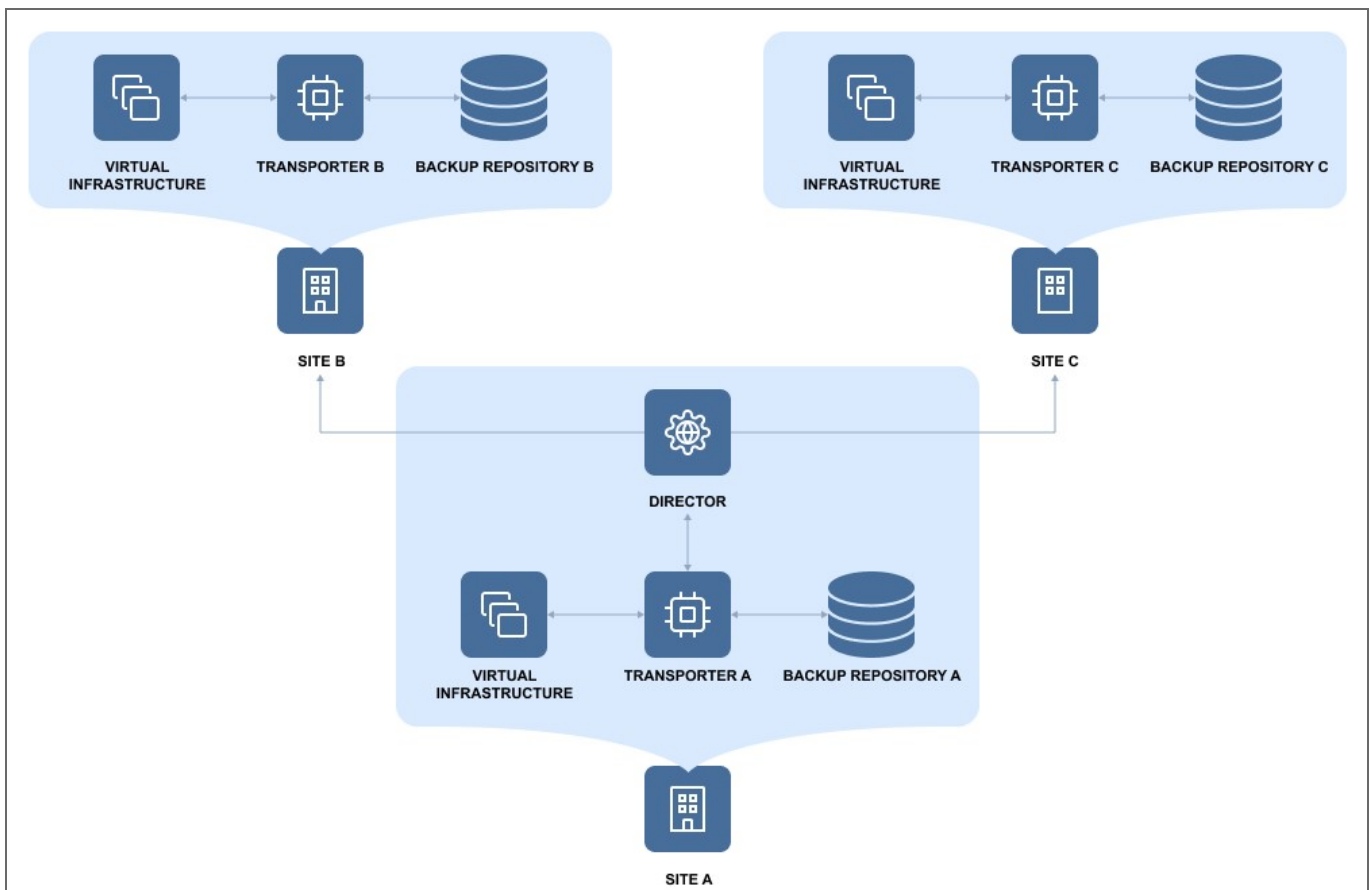 VIRTUAL
INFRASTRUCTURE
TRANSPORTER B
BACKUP REPOSITORY B
VIRTUAL
INFRASTRUCTURE
TRANSPORTER C
BACKUP REPOSITORY C
SITE B
SITE C
DIRECTOR
VIRTUAL
INFRASTRUCTURE
TRANSPORTER A
BACKUP REPOSITORY A
SITE A